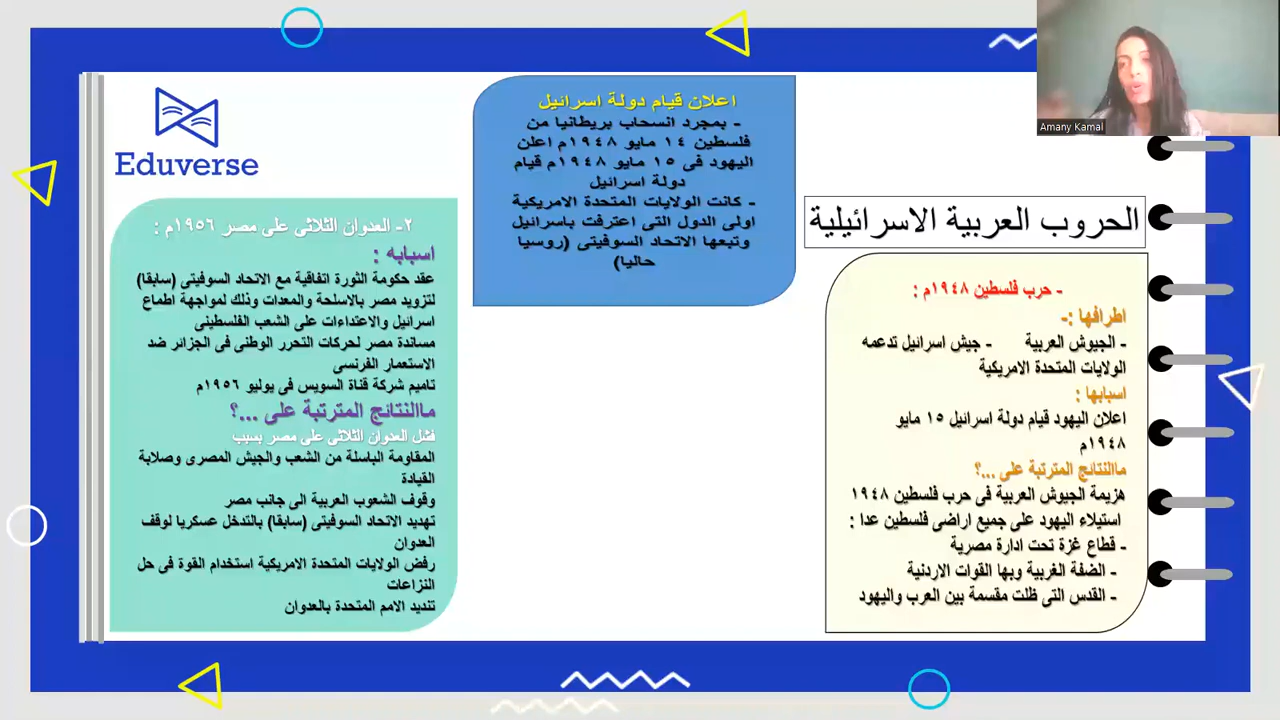 Amany Kamal
Eduverse
الحروب العربية الاسرائيلية
اعلان قيام دولة اسرائيل
- بمجرد انسحاب بريطانيا من
فلسطين ١٤ مايو ١٩٤٨م اعلن
اليهود فى ١٥ مايو ١٩٤٨م قيام
دولة اسرائيل
- كانت الولايات المتحدة الامريكية
اولى الدول التى اعترفت باسرائيل
وتبعها الاتحاد السوفيتى (روسيا
حاليا)
- حرب فلسطين ١٩٤٨م :
اطرافها :-
- الجيوش العربية - جيش اسرائيل تدعمه
الولايات المتحدة الامريكية
اسبابها :
اعلان اليهود قيام دولة اسرائيل ١٥ مايو
١٩٤٨م
ماالنتائج المترتبة على ...؟
هزيمة الجيوش العربية فى حرب فلسطين ١٩٤٨
استيلاء اليهود على جميع اراضى فلسطين عدا :
- قطاع غزة تحت ادارة مصرية
- الضفة الغربية وبها القوات الاردنية
- القدس التى ظلت مقسمة بين العرب واليهود
٢- العدوان الثلاثى على مصر ١٩٥٦م :
اسبابه :
عقد حكومة الثورة اتفاقية مع الاتحاد السوفيتى (سابقا)
لتزويد مصر بالاسلحة والمعدات وذلك لمواجهة اطماع
اسرائيل والاعتداءات على الشعب الفلسطينى
مساندة مصر لحركات التحرر الوطنى فى الجزائر ضد
الاستعمار الفرنسى
تاميم شركة قناة السويس فى يوليو ١٩٥٦م
ماالنتائج المترتبة على ...؟
فشل العدوان الثلاثى على مصر بسبب
المقاومة الباسلة من الشعب والجيش المصرى وصلابة
القيادة
وقوف الشعوب العربية الى جانب مصر
تهديد الاتحاد السوفيتى (سابقا) بالتدخل عسكريا لوقف
العدوان
رفض الولايات المتحدة الامريكية استخدام القوة فى حل
النزاعات
تنديد الامم المتحدة بالعدوان